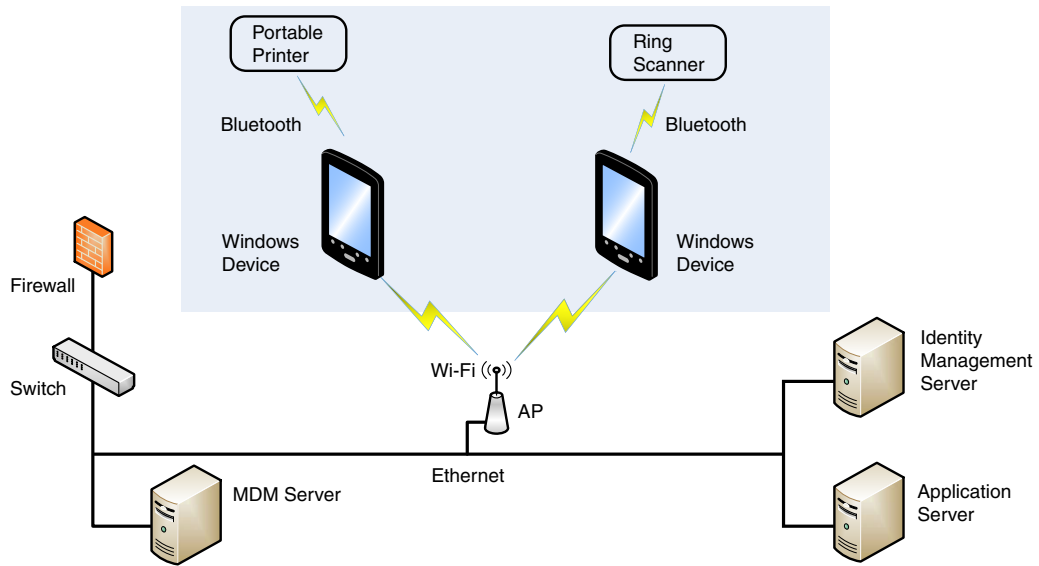 Portable
Printer
Ring
Scanner
Bluetooth
Bluetooth
Windows
Device
Windows
Device
Firewall
Switch
Wi-Fi
AP
Identity
Management
Server
Ethernet
MDM Server
Application
Server